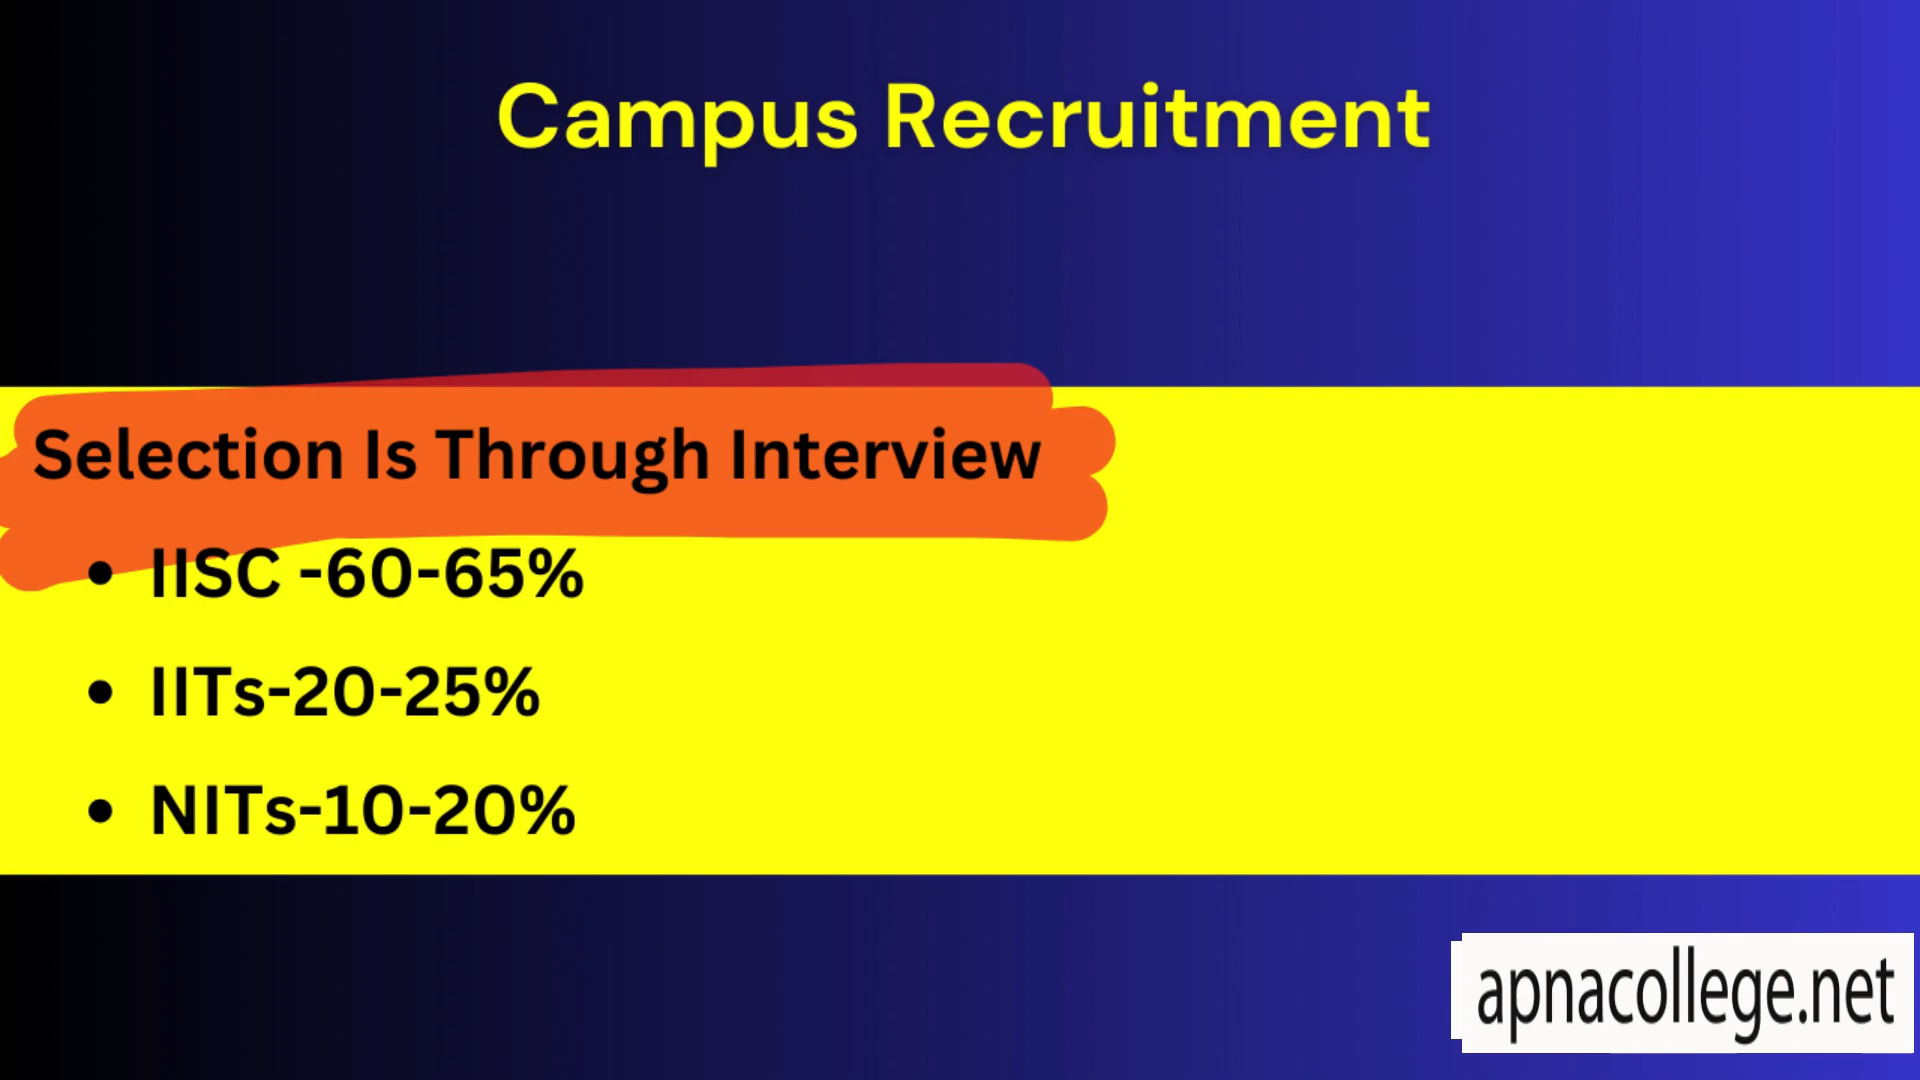 Campus Recruitment
Selection Is Through Interview
• IISC -60-65%
• IITs-20-25%
• NITs-10-20%
apnacollege.net